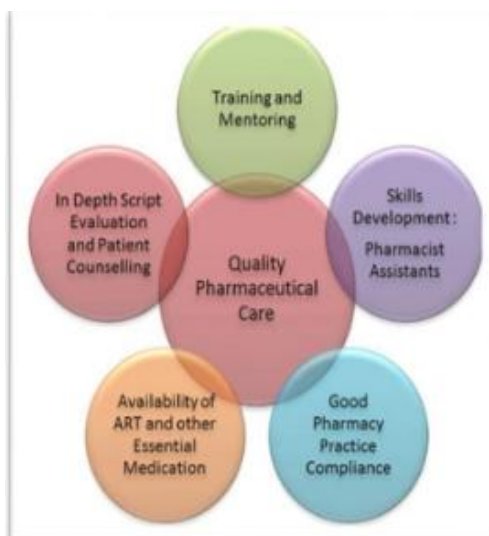 Training and
Mentoring
In Depth Script
Evaluation
and Patient
Counselling
Skills
Development:
Pharmacist
Assistants
Quality
Pharmaceutical
Care
Availability of
ART and other
Essential
Medication
Good
Pharmacy
Practice
Compliance